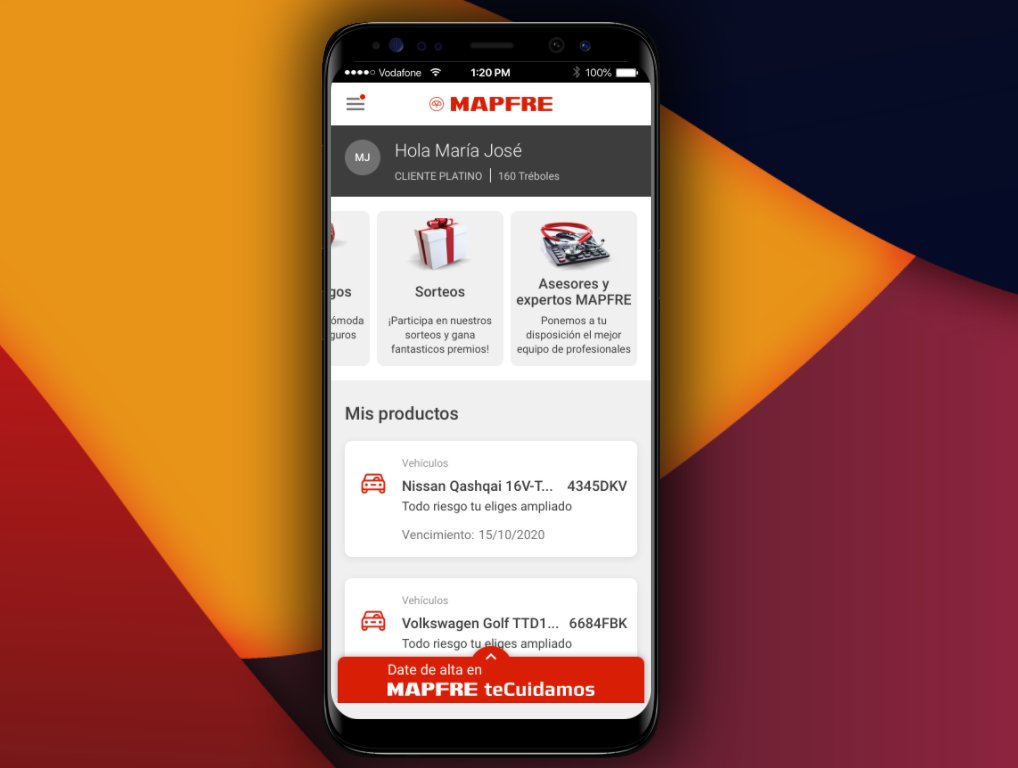 Vodafone 1:20 PM 100%
MAPFRE
MJ
Hola María José
CLIENTE PLATINO | 160 Tréboles
gos
ómoda
guros
Sorteos
¡Participa en nuestros
sorteos y gana
fantasticos premios!
Asesores y
expertos MAPFRE
Ponemos a tu
disposición el mejor
equipo de profesionales
Mis productos
Vehículos
Nissan Qashqai 16V-T... 4345DKV
Todo riesgo tu eliges ampliado
Vencimiento: 15/10/2020
Vehículos
Volkswagen Golf TTD1... 6684FBK
Todo riesgo tu eliges ampliado
Date de alta en
MAPFRE teCuidamos